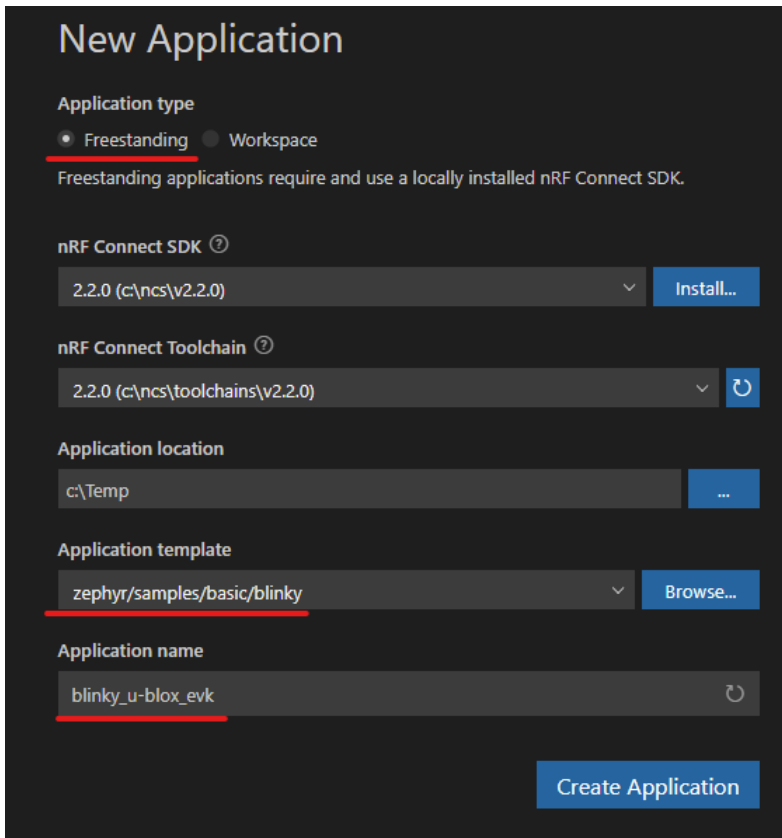 New Application
Application type
Freestanding Workspace
Freestanding applications require and use a locally installed nRF Connect SDK.
nRF Connect SDK ?
2.2.0 (c:\ncs\v2.2.0) Install...
nRF Connect Toolchain ?
2.2.0 (c:\ncs\toolchains\v2.2.0)
Application location
c:\Temp ...
Application template
zephyr/samples/basic/blinky Browse...
Application name
blinky_u-blox_evk
Create Application